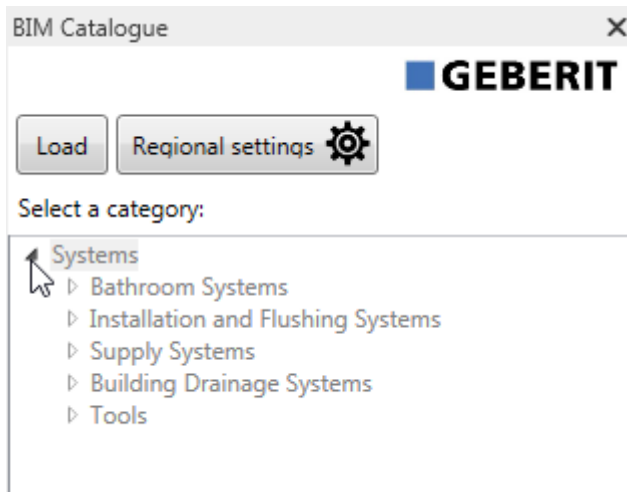 BIM Catalogue
GEBERIT
Load Regional settings
Select a category:
Systems
Bathroom Systems
Installation and Flushing Systems
Supply Systems
Building Drainage Systems
Tools